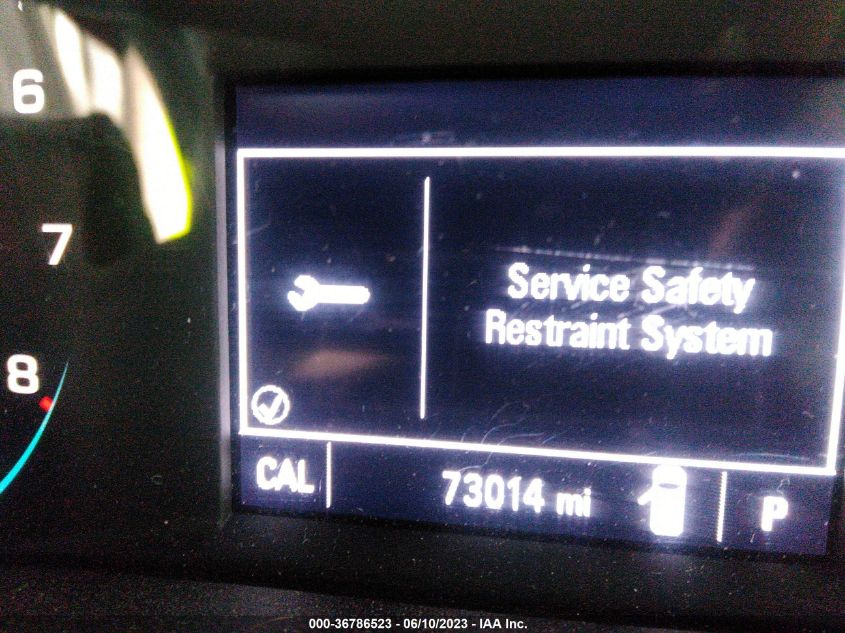 6
7
8
Service Safety
Restraint System
CAL
73014 mi
P
000-36786523 - 06/10/2023 - IAA Inc.